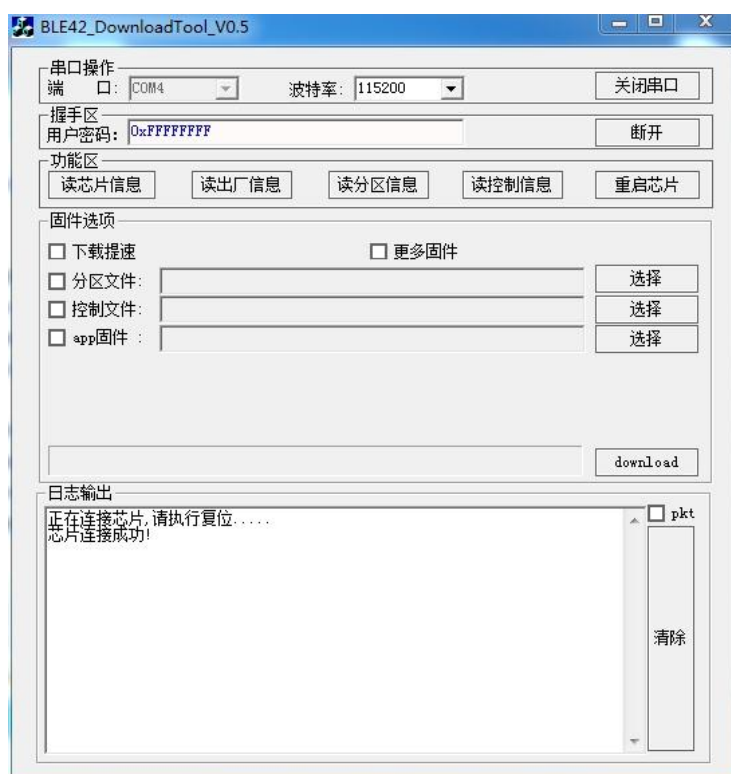 BLE42_DownloadTool_V0.5
串口操作
端 口: COM4 波特率: 115200 关闭串口
握手区
用户密码: 0xFFFFFFFF 断开
功能区
读芯片信息 读出厂信息 读分区信息 读控制信息 重启芯片
固件选项
下载提速 更多固件
分区文件: 选择
控制文件: 选择
app固件 : 选择
download
日志输出
正在连接芯片,请执行复位..... pkt
芯片连接成功!
清除